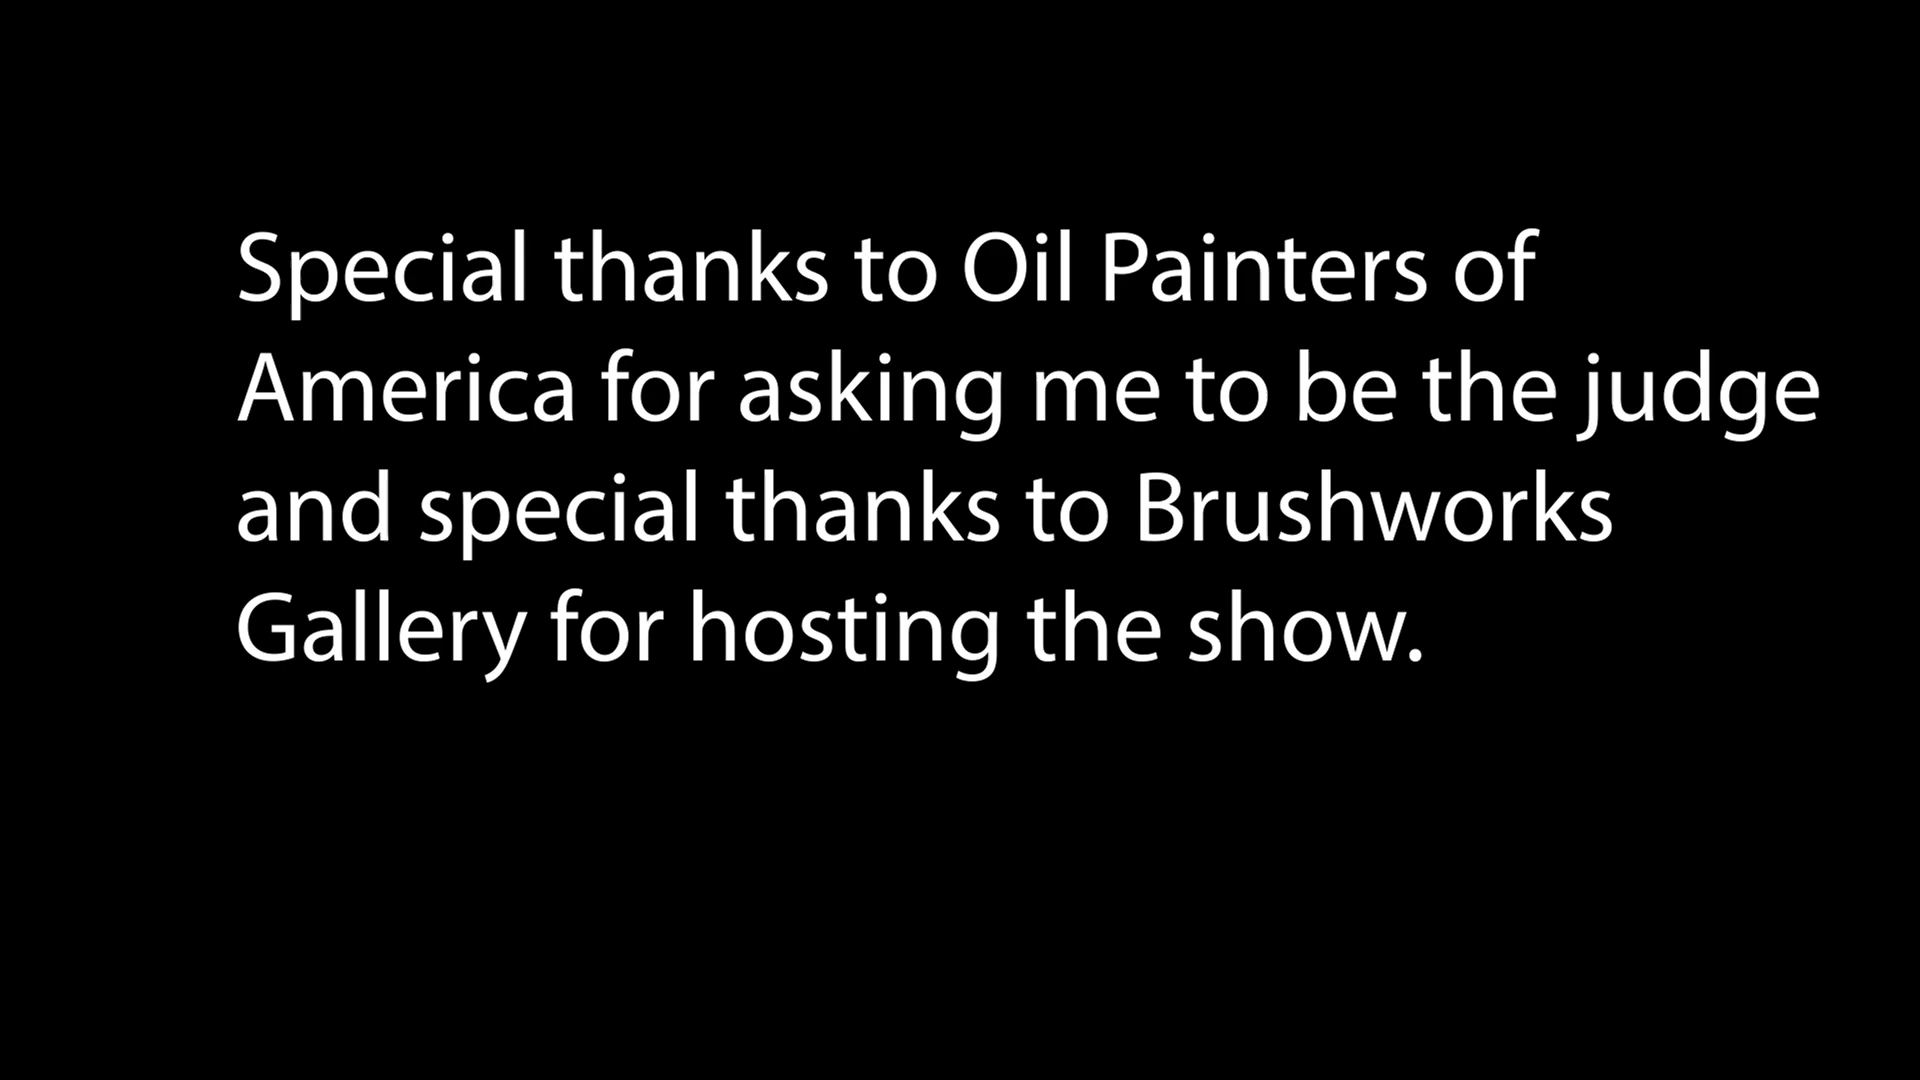 Special thanks to Oil Painters of
America for asking me to be the judge
and special thanks to Brushworks
Gallery for hosting the show.